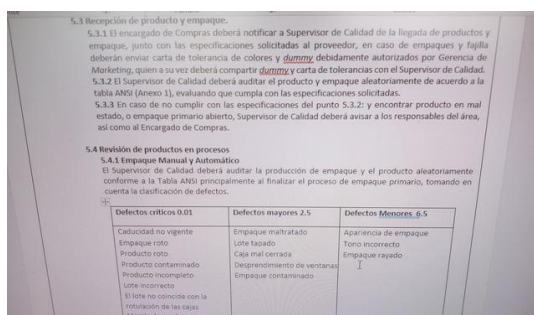 5.3 Recepción de producto y empaque.
5.3.1 El encargado de Compras deberá notificar a Supervisor de Calidad de la llegada de productos y
empaque, junto con las especificaciones solicitadas al proveedor, en caso de empaques y fajilla
deberán enviar carta de tolerancia de colores y dummy debidamente autorizados por Gerencia de
Marketing, quien a su vez deberá compartir dummy y carta de tolerancias con el Supervisor de Calidad.
5.3.2 El Supervisor de Calidad deberá auditar el producto y empaque aleatoriamente de acuerdo a la
tabla ANSI (Anexo 1), evaluando que cumpla con las especificaciones solicitadas.
5.3.3 En caso de no cumplir con las especificaciones del punto 5.3.2: y encontrar producto en mal
estado, o empaque primario abierto, Supervisor de Calidad deberá avisar a los responsables del área,
así como al Encargado de Compras.
5.4 Revisión de productos en procesos
5.4.1 Empaque Manual y Automático
El Supervisor de Calidad deberá auditar la producción de empaque y el producto aleatoriamente
conforme a la Tabla ANSI principalmente al finalizar el proceso de empaque primario, tomando en
cuenta la clasificación de defectos.
Defectos críticos 0.01 Defectos mayores 2.5 Defectos Menores 6.5
Caducidad no vigente Empaque maltratado Apariencia de empaque
Empaque roto Lote tapado Tono incorrecto
Producto roto Caja mal cerrada Empaque rayado
Producto contaminado Desprendimiento de ventanas
Producto incompleto Empaque contaminado
Lote incorrecto
El lote no coincide con la
rotulación de las cajas